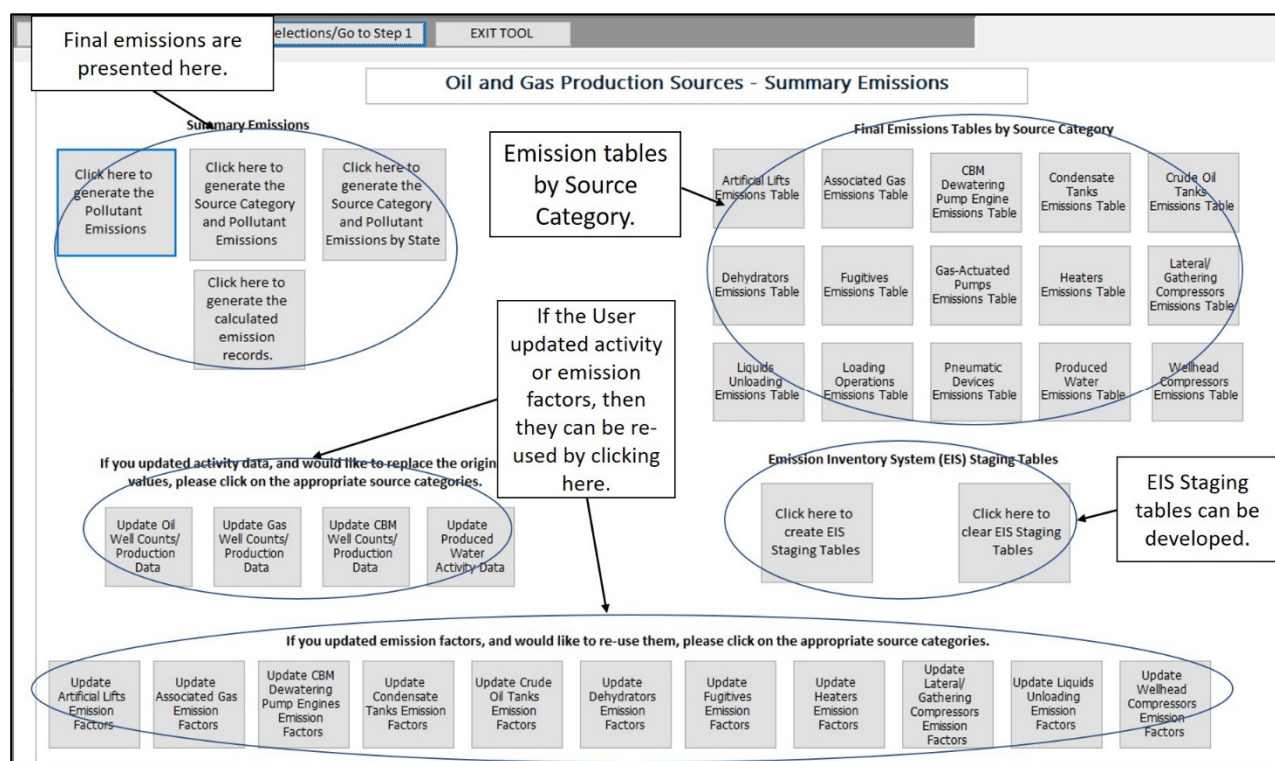 Final emissions are
presented here.
elections/Go to Step 1
EXIT TOOL
Oil and Gas Production Sources - Summary Emissions
Summary Emissions
Click here to
generate the
Pollutant
Emissions
Click here to
generate the
Source Category
and Pollutant
Emissions
Click here to
generate the
Source Category
and Pollutant
Emissions by State
Click here to
generate the
calculated
emission
records.
Emission tables
by Source
Category.
Final Emissions Tables by Source Category
Artificial Lifts
Emissions Table
Associated Gas
Emissions Table
CBM
Dewatering
Pump Engine
Emissions Table
Condensate
Tanks
Emissions Table
Crude Oil
Tanks
Emissions Table
Dehydrators
Emissions Table
Fugitives
Emissions Table
Gas-Actuated
Pumps
Emissions Table
Heaters
Emissions Table
Lateral/
Gathering
Compressors
Emissions Table
Liquids
Unloading
Emissions Table
Loading
Operations
Emissions Table
Pneumatic
Devices
Emissions Table
Produced
Water
Emissions Table
Wellhead
Compressors
Emissions Table
If the User
updated activity
or emission
factors, then
they can be re-
used by clicking
here.
If you updated activity data, and would like to replace the origin
values, please click on the appropriate source categories.
Update Oil
Well Counts/
Production
Data
Update Gas
Well Counts/
Production
Data
Update CBM
Well Counts/
Production
Data
Update
Produced
Water
Activity Data
Emission Inventory System (EIS) Staging Tables
Click here to
create EIS
Staging Tables
Click here to
clear EIS Staging
Tables
EIS Staging
tables can be
developed.
If you updated emission factors, and would like to re-use them, please click on the appropriate source categories.
Update
Artificial Lifts
Emission
Factors
Update
Associated Gas
Emission
Factors
Update CBM
Dewatering
Pump Engines
Emission
Factors
Update
Condensate
Tanks Emission
Factors
Update Crude
Oil Tanks
Emission
Factors
Update
Dehydrators
Emission
Factors
Update
Fugitives
Emission
Factors
Update
Heaters
Emission
Factors
Update
Lateral/
Gathering
Compressors
Emission
Factors
Update Liquids
Unloading
Emission
Factors
Update
Wellhead
Compressors
Emission
Factors